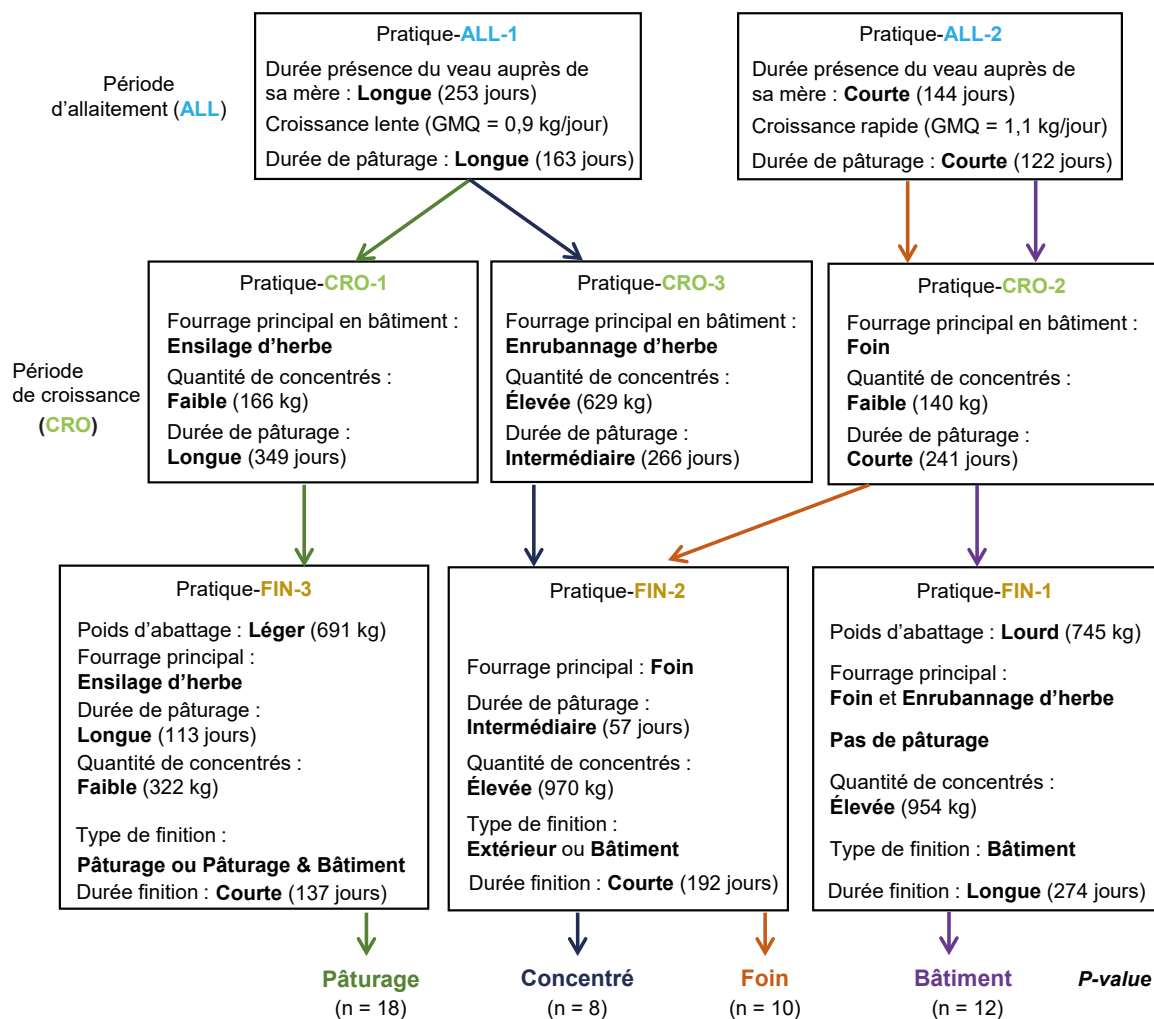 Pratique-ALL-1
Durée présence du veau auprès de
sa mère : Longue (253 jours)
Croissance lente (GMQ = 0,9 kg/jour)
Durée de pâturage : Longue (163 jours)
Pratique-ALL-2
Durée présence du veau auprès de
sa mère : Courte (144 jours)
Croissance rapide (GMQ = 1,1 kg/jour)
Durée de pâturage : Courte (122 jours)
Période
d'allaitement (ALL)
Pratique-CRO-1
Fourrage principal en bâtiment :
Ensilage d'herbe
Quantité de concentrés :
Faible (166 kg)
Durée de pâturage :
Longue (349 jours)
Pratique-CRO-3
Fourrage principal en bâtiment :
Enrubannage d'herbe
Quantité de concentrés :
Élevée (629 kg)
Durée de pâturage :
Intermédiaire (266 jours)
Pratique-CRO-2
Fourrage principal en bâtiment :
Foin
Quantité de concentrés :
Faible (140 kg)
Durée de pâturage :
Courte (241 jours)
Période
de croissance
(CRO)
Pratique-FIN-3
Poids d'abattage : Léger (691 kg)
Fourrage principal :
Ensilage d'herbe
Durée de pâturage :
Longue (113 jours)
Quantité de concentrés :
Faible (322 kg)
Type de finition :
Pâturage ou Pâturage & Bâtiment
Durée finition : Courte (137 jours)
Pratique-FIN-2
Fourrage principal : Foin
Durée de pâturage :
Intermédiaire (57 jours)
Quantité de concentrés :
Élevée (970 kg)
Type de finition :
Extérieur ou Bâtiment
Durée finition : Courte (192 jours)
Pratique-FIN-1
Poids d'abattage : Lourd (745 kg)
Fourrage principal :
Foin et Enrubannage d'herbe
Pas de pâturage
Quantité de concentrés :
Élevée (954 kg)
Type de finition : Bâtiment
Durée finition : Longue (274 jours)
Pâturage
(n = 18)
Concentré
(n = 8)
Foin
(n = 10)
Bâtiment
(n = 12)
P-value